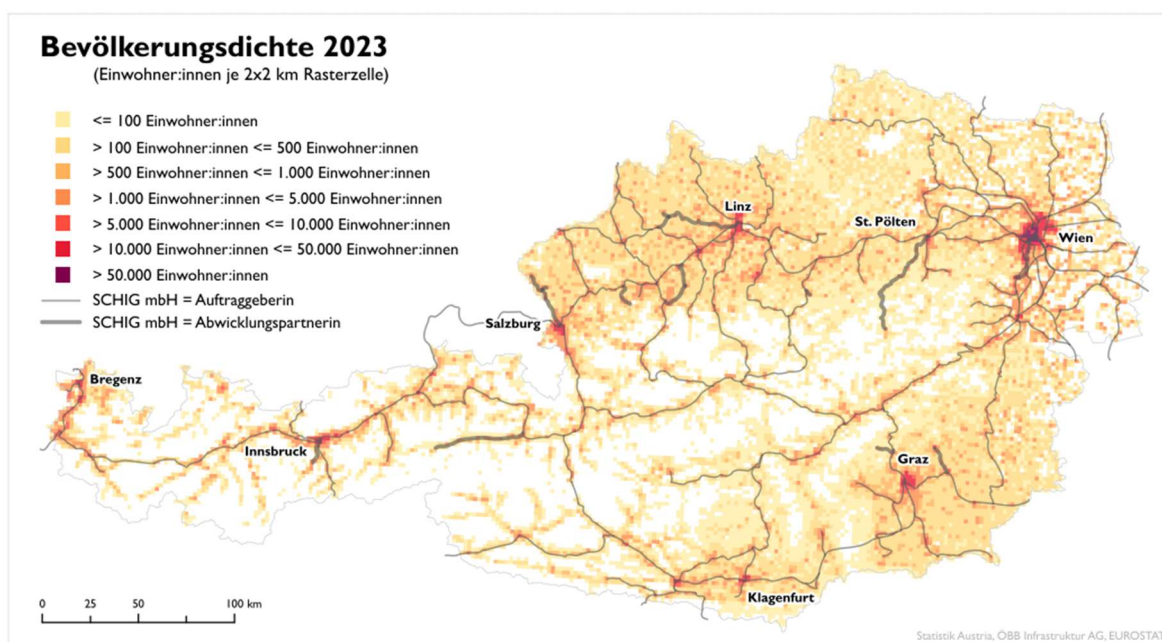 Bevölkerungsdichte 2023
(Einwohner:innen je 2x2 km Rasterzelle)
<= 100 Einwohner:innen
> 100 Einwohner:innen <= 500 Einwohner:innen
> 500 Einwohner:innen <= 1.000 Einwohner:innen
> 1.000 Einwohner:innen <= 5.000 Einwohner:innen
> 5.000 Einwohner:innen <= 10.000 Einwohner:innen
> 10.000 Einwohner:innen <= 50.000 Einwohner:innen
> 50.000 Einwohner:innen
SCHIG mbH = Auftraggeberin
SCHIG mbH = Abwicklungspartnerin
Linz
St. Pölten
Wien
Salzburg
Bregenz
Innsbruck
Graz
Klagenfurt
0 25 50 100 km
Statistik Austria, ÖBB Infrastruktur AG, EUROSTAT